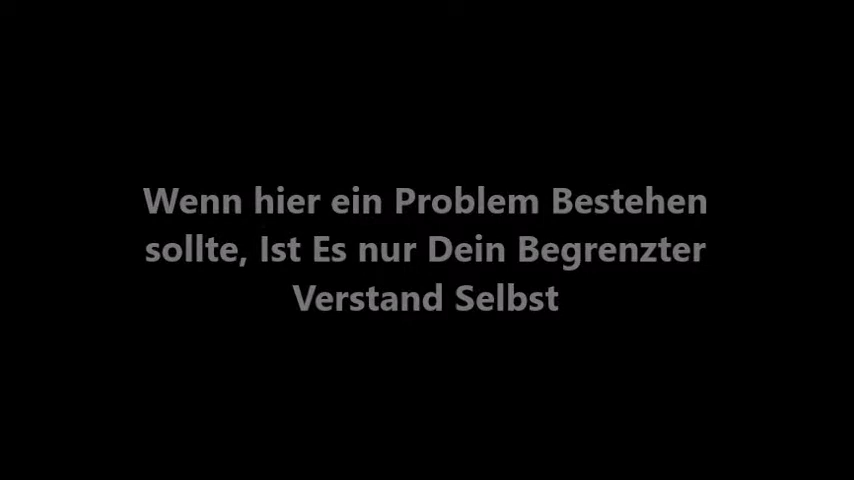 Wenn hier ein Problem Bestehen
sollte, Ist Es nur Dein Begrenzter
Verstand Selbst